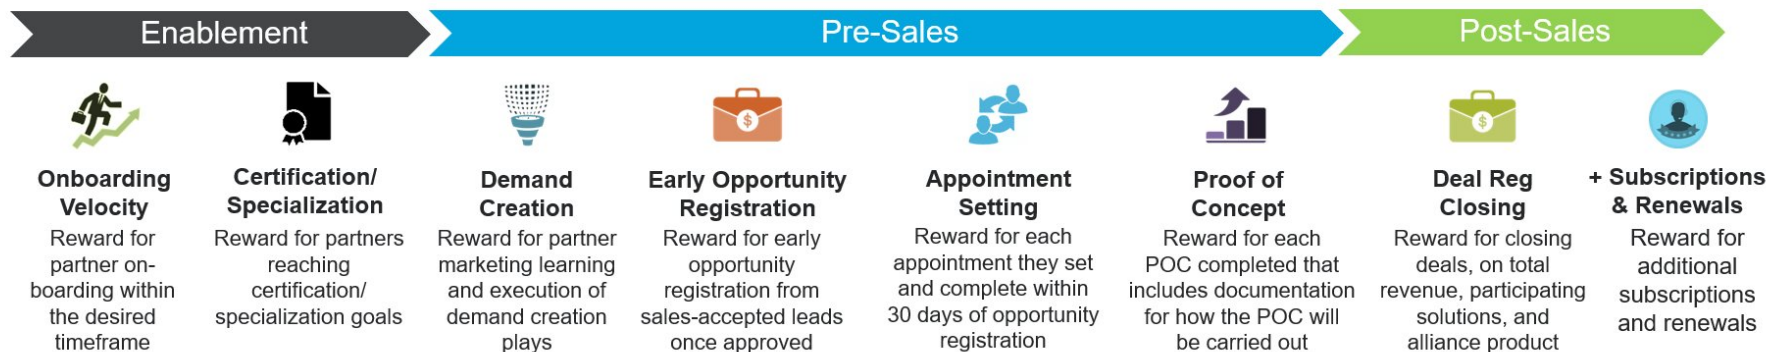 Enablement
Pre-Sales
Post-Sales
Onboarding
Velocity
Reward for
partner on-
boarding within
the desired
timeframe
Certification/
Specialization
Reward for partners
reaching
certification/
specialization goals
Demand
Creation
Reward for partner
marketing learning
and execution of
demand creation
plays
Early Opportunity
Registration
Reward for early
opportunity
registration from
sales-accepted leads
once approved
Appointment
Setting
Reward for each
appointment they set
and complete within
30 days of opportunity
registration
Proof of
Concept
Reward for each
POC completed that
includes documentation
for how the POC will
be carried out
Deal Reg
Closing
Reward for closing
deals, on total
revenue, participating
solutions, and
alliance product
+ Subscriptions
& Renewals
Reward for
additional
subscriptions
and renewals